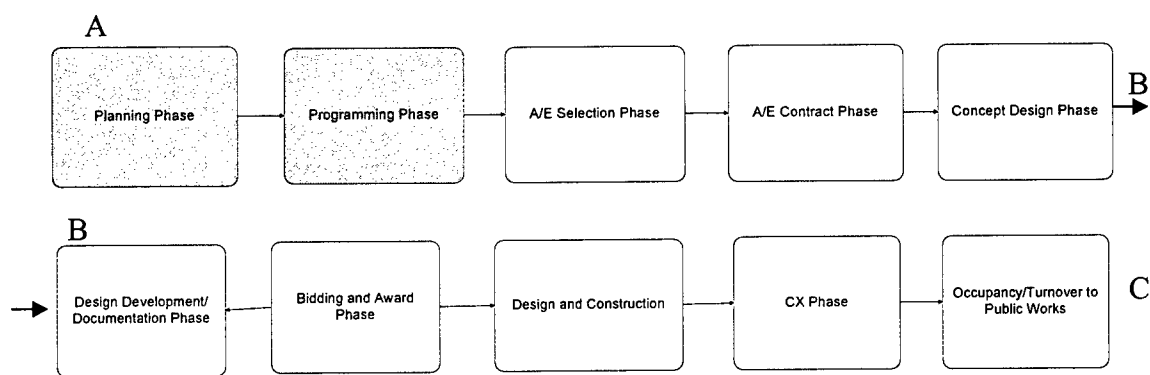 A
Planning Phase
Programming Phase
A/E Selection Phase
A/E Contract Phase
Concept Design Phase
B
B
Design Development/
Documentation Phase
Bidding and Award
Phase
Design and Construction
CX Phase
Occupancy/Turnover to
Public Works
C